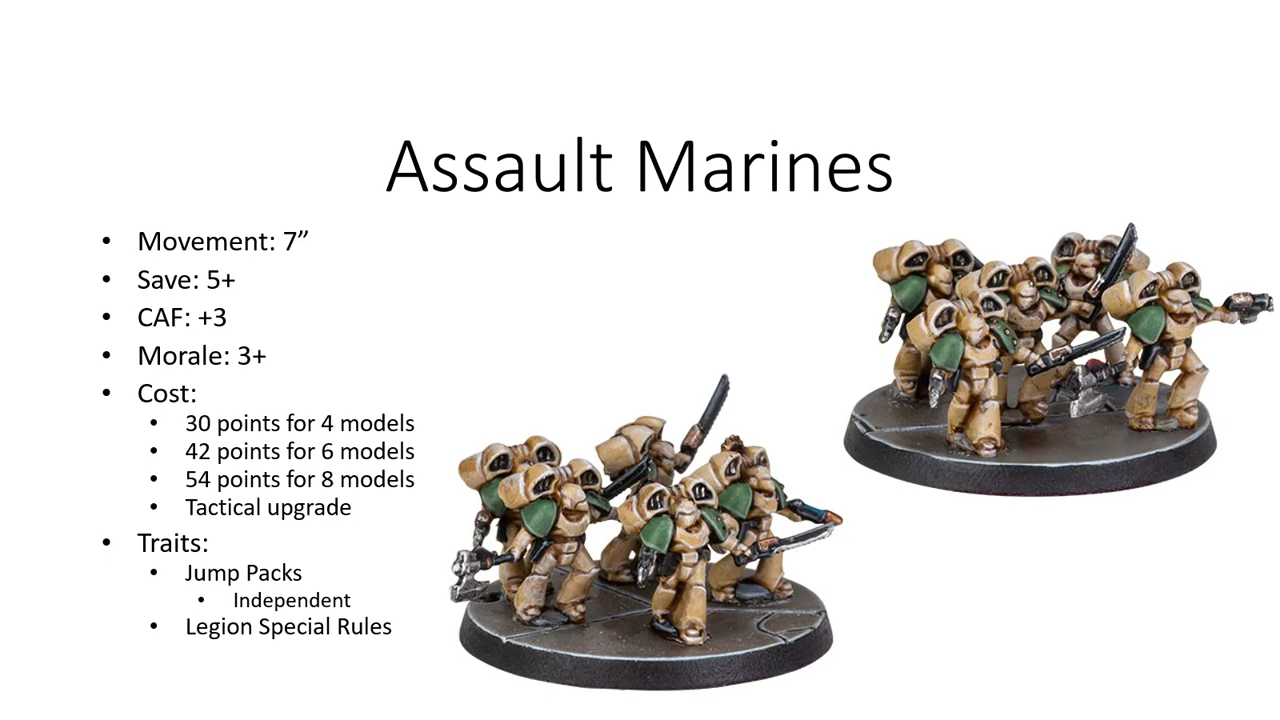 Assault Marines
• Movement: 7”
• Save: 5+
• CAF: +3
• Morale: 3+
• Cost:
• 30 points for 4 models
• 42 points for 6 models
• 54 points for 8 models
• Tactical upgrade
• Traits:
• Jump Packs
• Independent
• Legion Special Rules